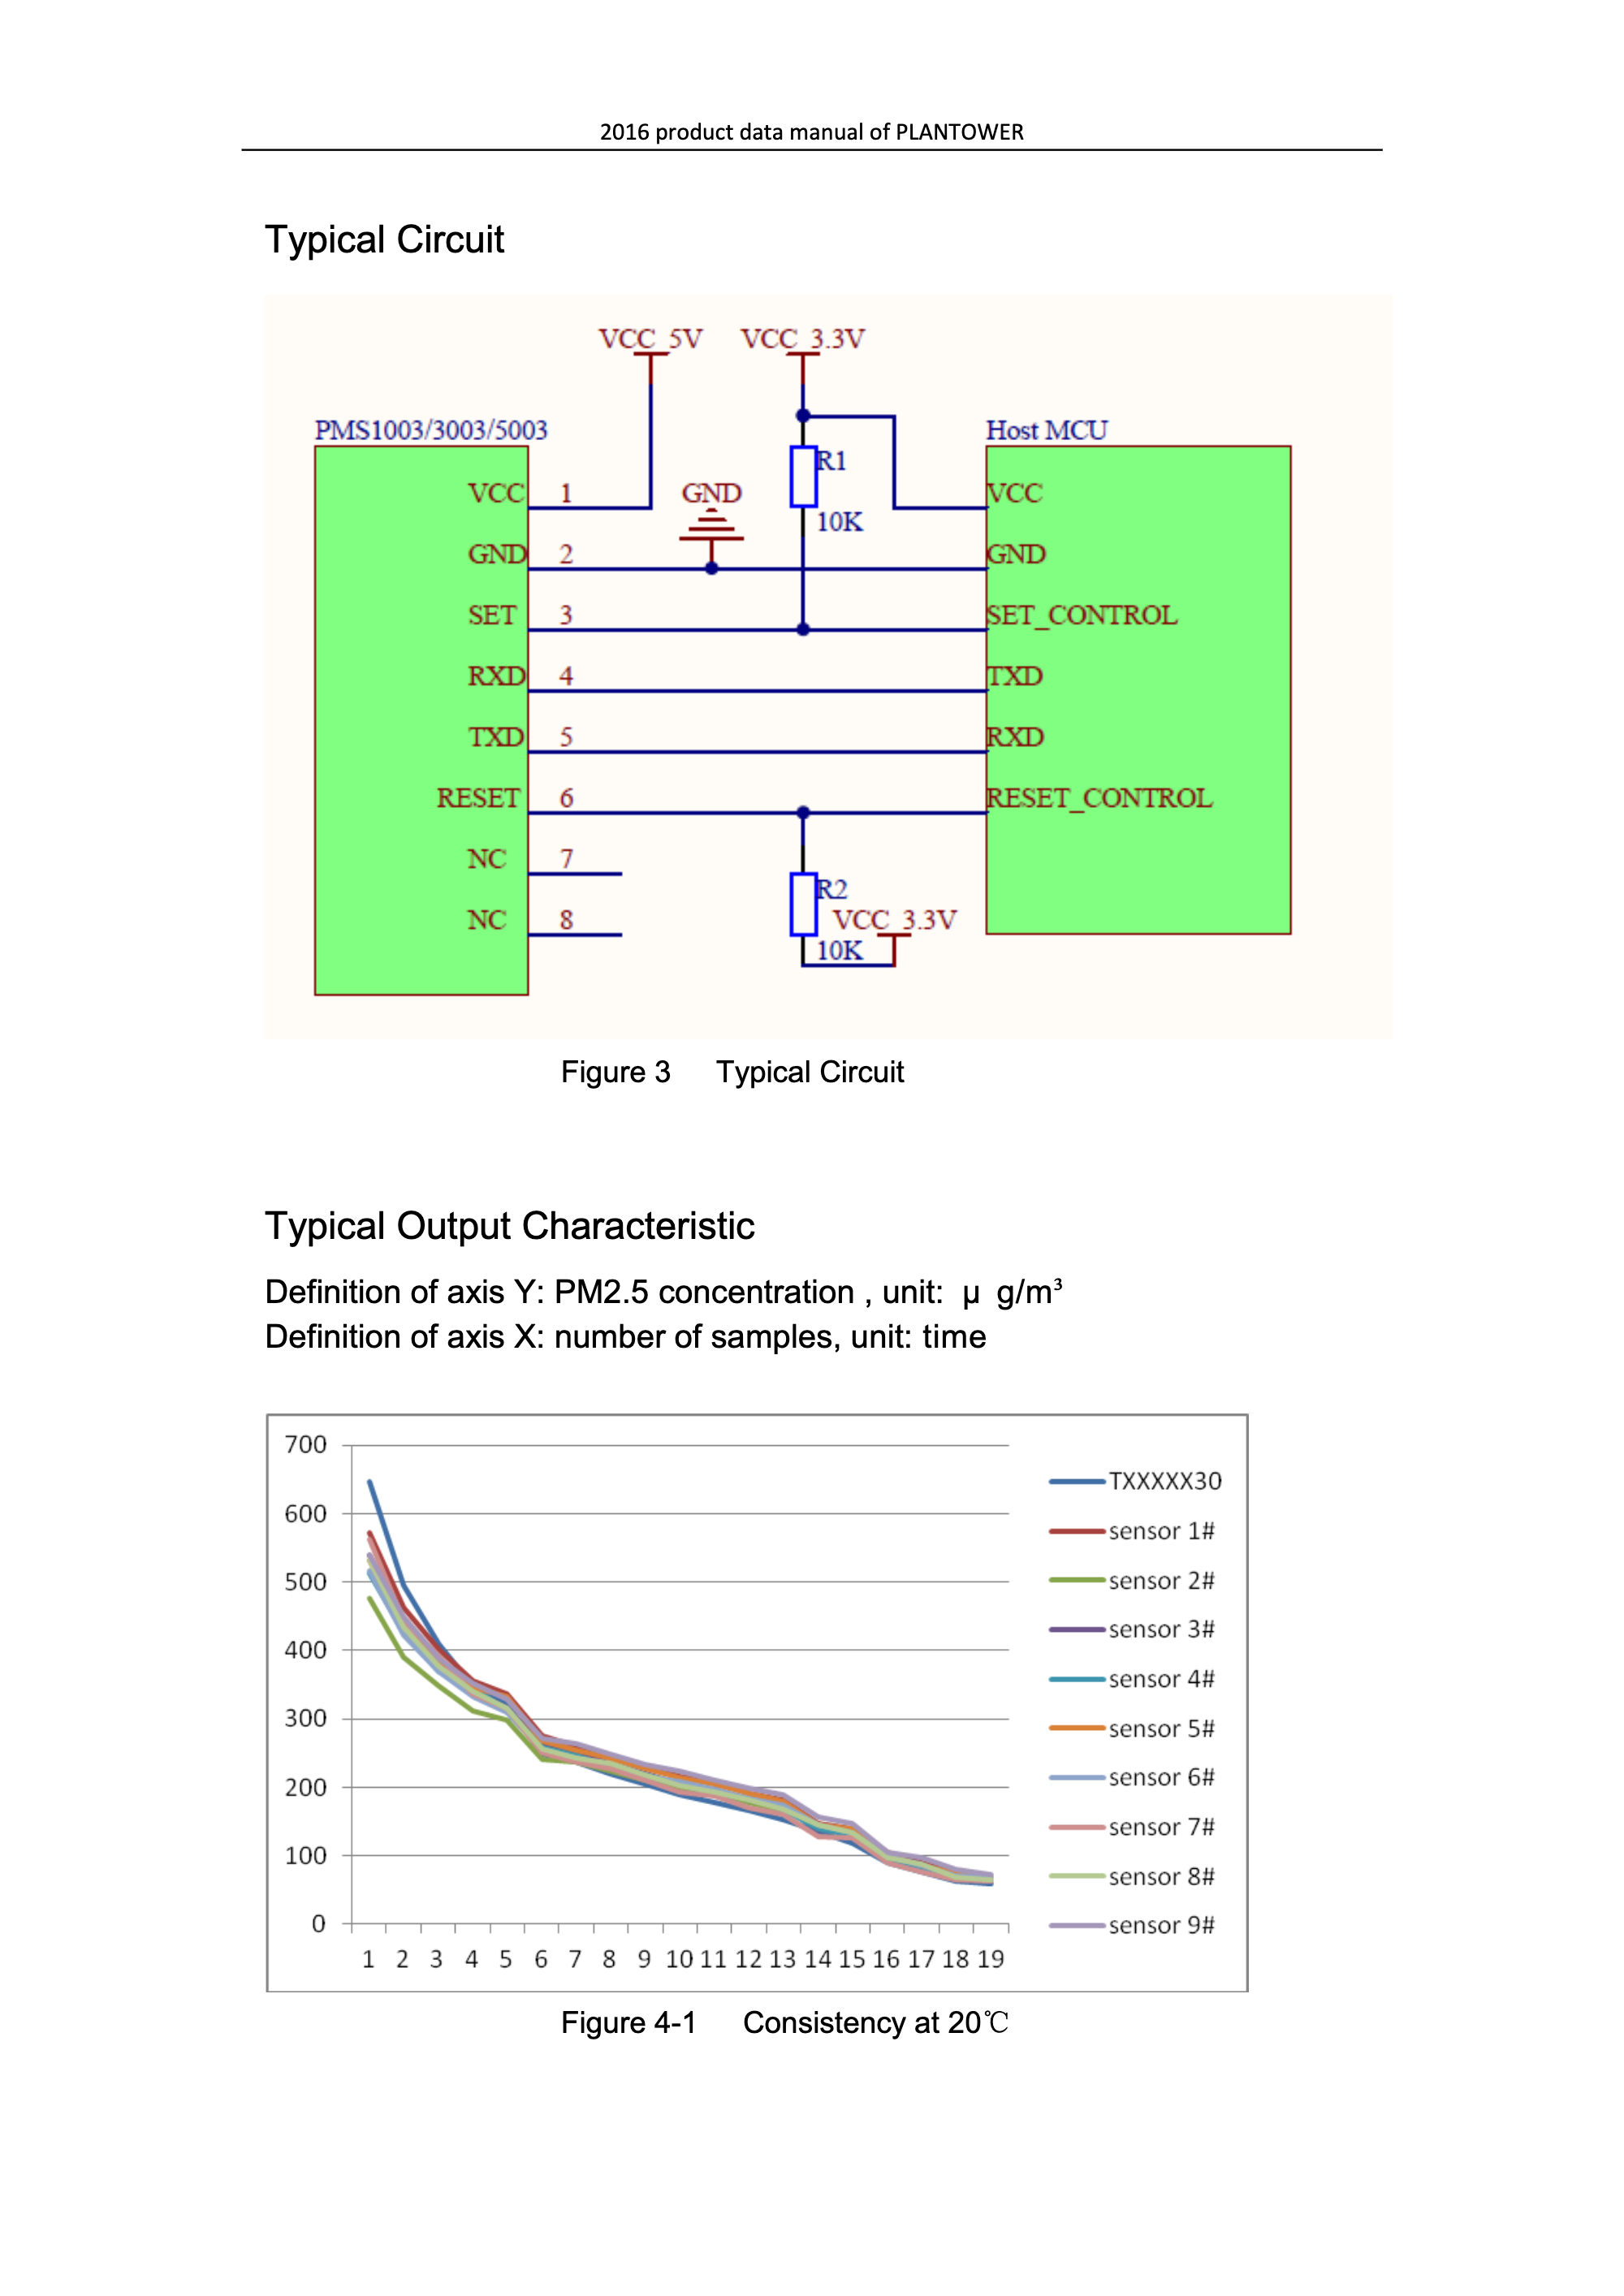 2016 product data manual of PLANTOWER
Typical Circuit
VCC_5V VCC_3.3V
PMS1003/3003/5003 Host MCU
R1
VCC 1 GND VCC
10K
GND 2 GND
SET 3 SET_CONTROL
RXD 4 TXD
TXD 5 RXD
RESET 6 RESET_CONTROL
NC 7
R2
NC 8 VCC_3.3V
10K
Figure 3 Typical Circuit
Typical Output Characteristic
Definition of axis Y: PM2.5 concentration , unit: μ g/m³
Definition of axis X: number of samples, unit: time
700
600
500
400
300
200
100
0
1 2 3 4 5 6 7 8 9 10 11 12 13 14 15 16 17 18 19
TXXXXX30
sensor 1#
sensor 2#
sensor 3#
sensor 4#
sensor 5#
sensor 6#
sensor 7#
sensor 8#
sensor 9#
Figure 4-1 Consistency at 20℃